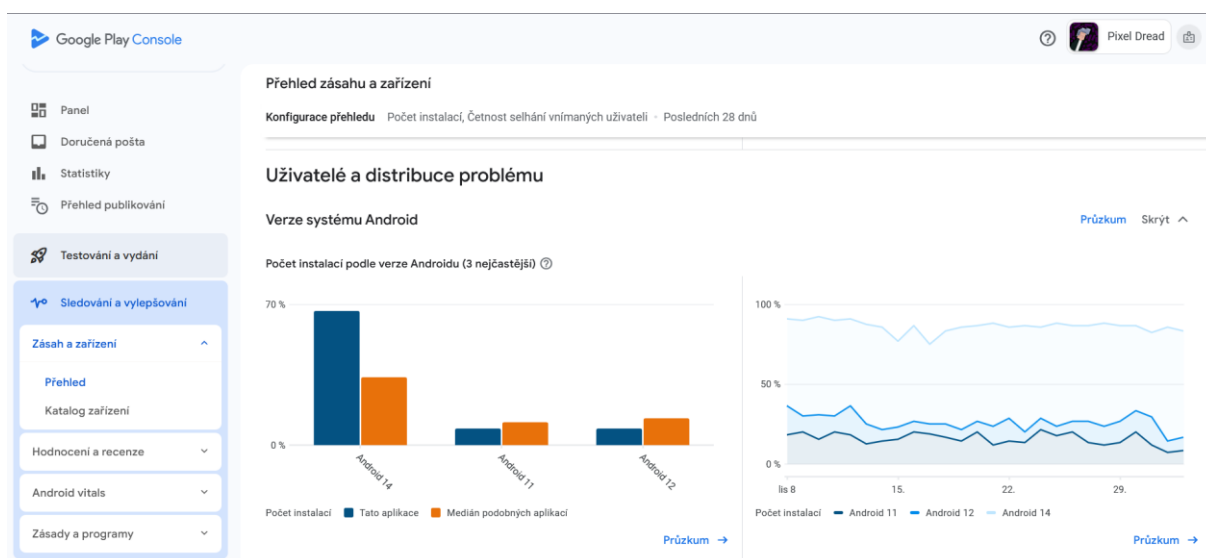 Google Play Console
Pixel Dread
Panel
Doručená pošta
Statistiky
Přehled publikování
Testování a vydání
Sledování a vylepšování
Zásah a zařízení
Přehled
Katalog zařízení
Hodnocení a recenze
Android vitals
Zásady a programy
Přehled zásahu a zařízení
Konfigurace přehledu Počet instalací, Četnost selhání vnímaných uživateli - Posledních 28 dnů
Uživatelé a distribuce problému
Verze systému Android
Průzkum Skrýt
Počet instalací podle verze Androidu (3 nejčastější)
70 %
0 %
Android 14
Android 11
Android 12
Počet instalací Tato aplikace Medián podobných aplikací
Průzkum →
100 %
50 %
0 %
lis 8 15. 22. 29.
Počet instalací Android 11 Android 12 Android 14
Průzkum →